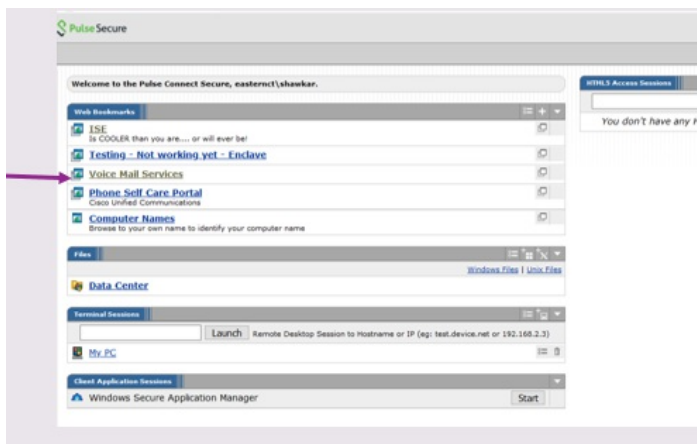 Pulse Secure
Welcome to the Pulse Connect Secure, easternct\shawkar.
Web Bookmarks
ISE
Is COOLER than you are.... or will ever be!
Testing - Not working yet - Enclave
Voice Mail Services
Phone Self Care Portal
Cisco Unified Communications
Computer Names
Browse to your own name to identify your computer name
Files
Windows Files | Unix Files
Data Center
Terminal Sessions
Launch Remote Desktop Session to Hostname or IP (eg: test.device.net or 192.168.2.3)
My PC
Client Application Sessions
Windows Secure Application Manager Start
HTML5 Access Sessions
You don't have any